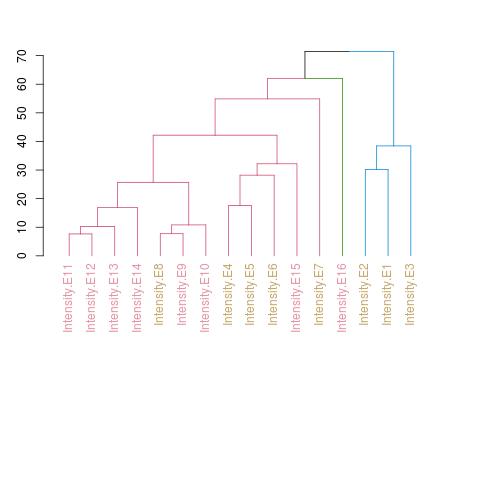 70
60
50
40
30
20
10
0
Intensity.E11
Intensity.E12
Intensity.E13
Intensity.E14
Intensity.E8
Intensity.E9
Intensity.E10
Intensity.E4
Intensity.E5
Intensity.E6
Intensity.E15
Intensity.E7
Intensity.E16
Intensity.E2
Intensity.E1
Intensity.E3